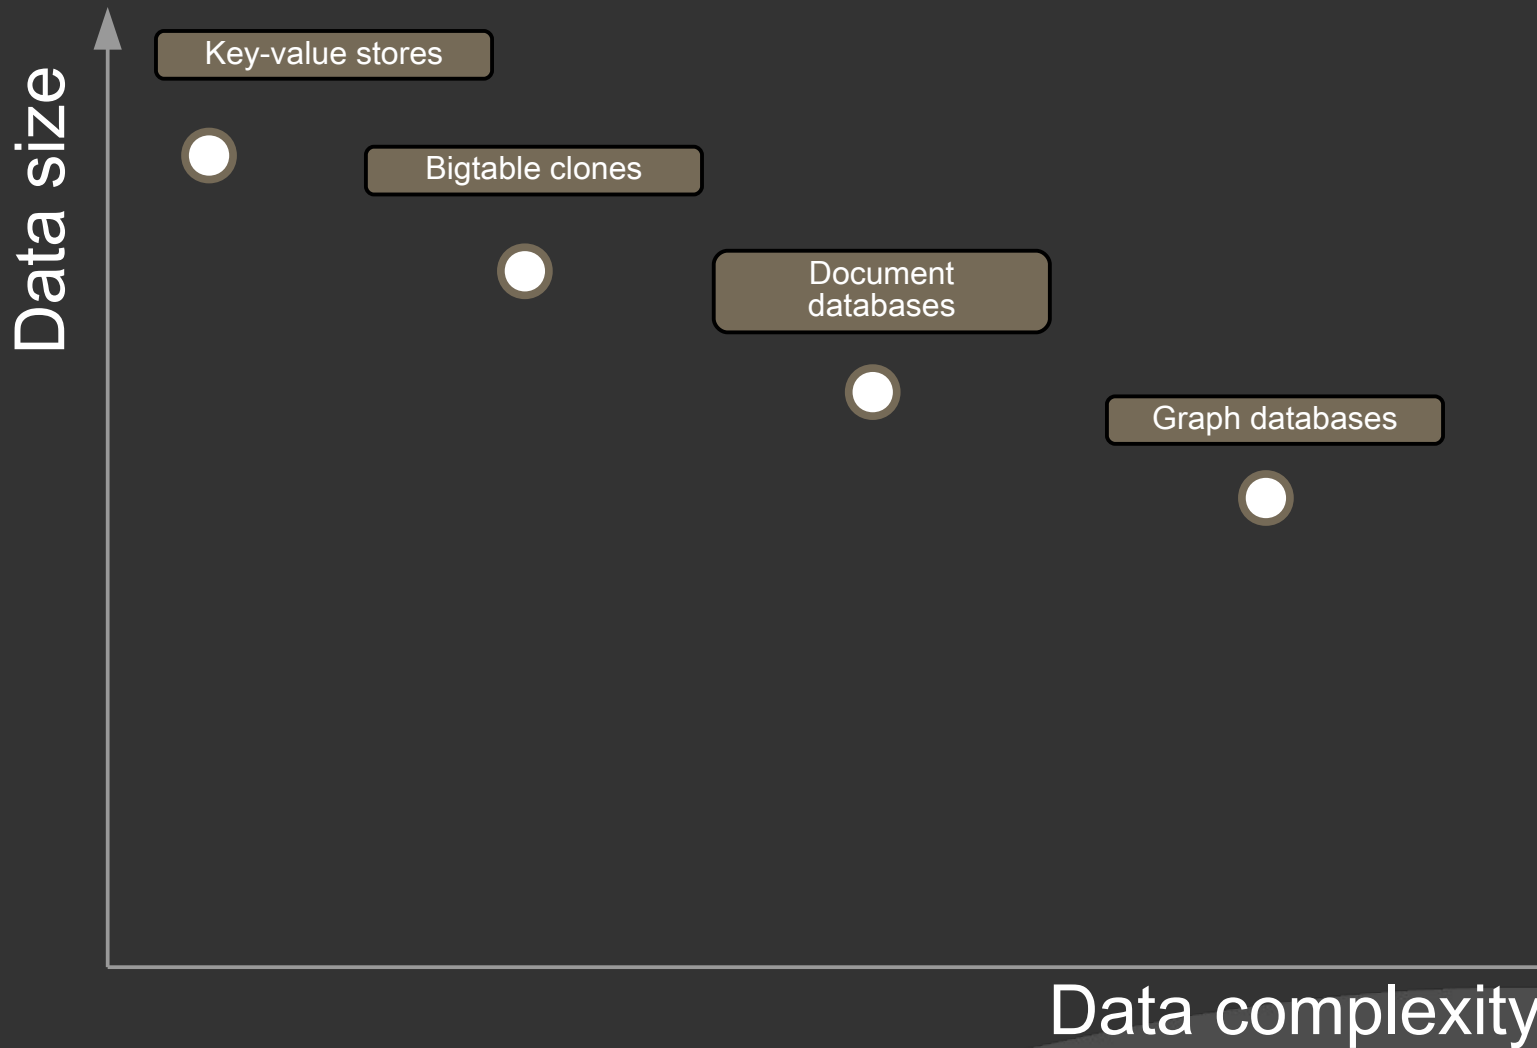 Key-value stores
Data size
Bigtable clones
Document
databases
Graph databases
Data complexity